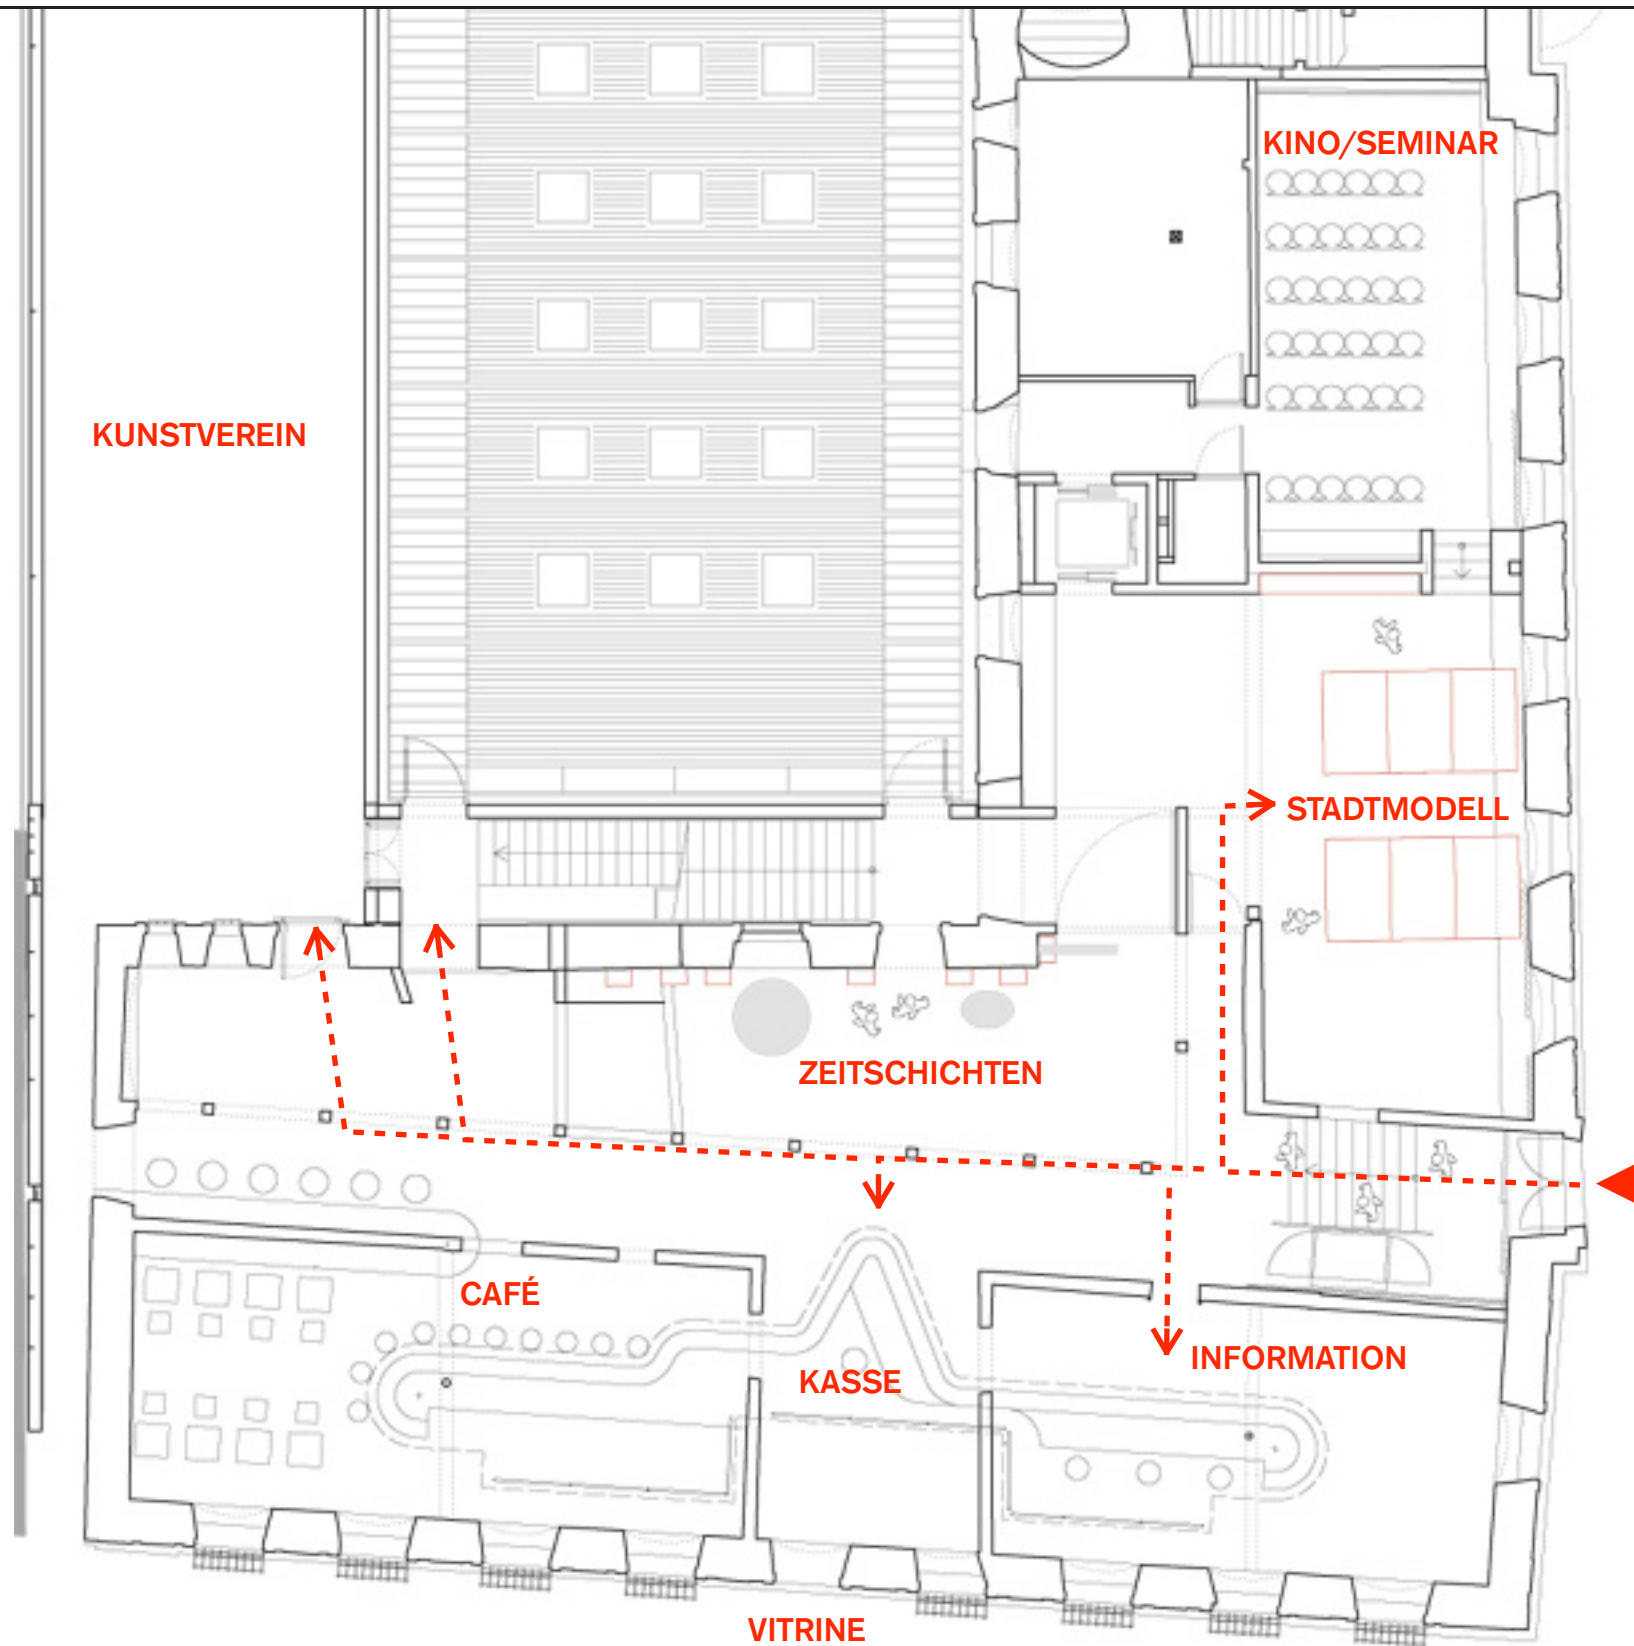 KINO/SEMINAR
KUNSTVEREIN
STADTMODELL
ZEITSCHICHTEN
CAFÉ
INFORMATION
KASSE
VITRINE